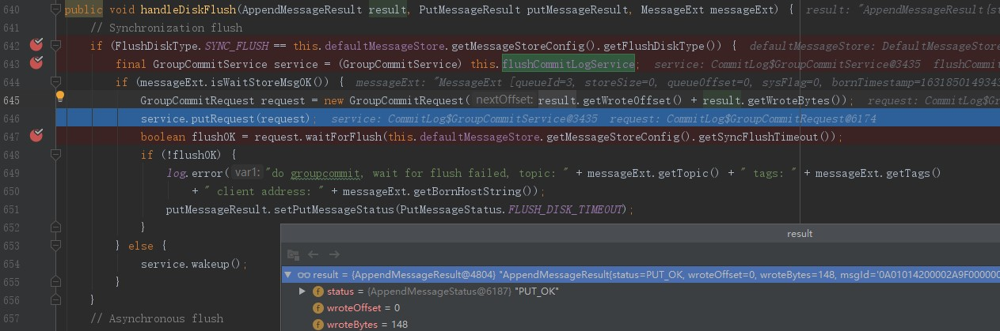 640 public void handleDiskFlush(AppendMessageResult result, PutMessageResult putMessageResult, MessageExt messageExt) { result: "AppendMessageResult{st
641 // Synchronization flush
642 if (FlushDiskType.SYNC_FLUSH == this.defaultMessageStore.getMessageStoreConfig().getFlushDiskType()) { defaultMessageStore: DefaultMessageStore
643 final GroupCommitService service = (GroupCommitService) this.flushCommitLogService; service: CommitLog$GroupCommitService@3435 flushCommit
644 if (messageExt.isWaitStoreMsgOK()) { messageExt: "MessageExt [queueId=3, storeSize=0, queueOffset=0, sysFlag=0, bornTimestamp=1631850149343
645 GroupCommitRequest request = new GroupCommitRequest( nextOffset: result.getWroteOffset() + result.getWroteBytes()); request: CommitLog$Gr
646 service.putRequest(request); service: CommitLog$GroupCommitService@3435 request: CommitLog$GroupCommitRequest@6174
647 boolean flushOK = request.waitForFlush(this.defaultMessageStore.getMessageStoreConfig().getSyncFlushTimeout());
648 if (!flushOK) {
649 log.error( var1: "do groupcommit, wait for flush failed, topic: " + messageExt.getTopic() + " tags: " + messageExt.getTags()
650 + " client address: " + messageExt.getBornHostString());
651 putMessageResult.setPutMessageStatus(PutMessageStatus.FLUSH_DISK_TIMEOUT);
652 }
653 } else {
654 service.wakeup();
655 }
656 }
657 // Asynchronous flush
result
result = {AppendMessageResult@4804} "AppendMessageResult{status=PUT_OK, wroteOffset=0, wroteBytes=148, msgId='0A01014200002A9F000000
status = {AppendMessageStatus@6187} "PUT_OK"
wroteOffset = 0
wroteBytes = 148